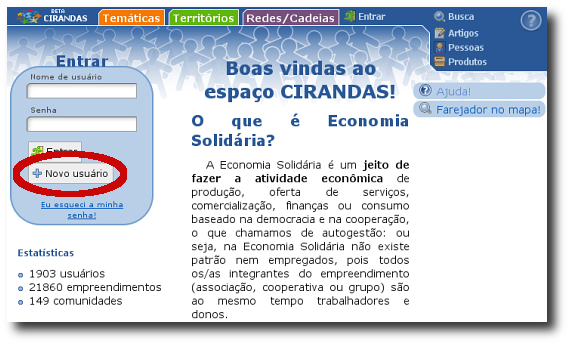 BETA
CIRANDAS
Temáticas
Territórios
Redes/Cadeias
Entrar
Busca
Artigos
Pessoas
Produtos
?
Entrar
Nome de usuário
Senha
Entrar
Novo usuário
Eu esqueci a minha
senha!
Estatísticas
1903 usuários
21860 empreendimentos
149 comunidades
Boas vindas ao
espaço CIRANDAS!
O que é Economia
Solidária?
A Economia Solidária é um jeito de
fazer a atividade econômica de
produção, oferta de serviços,
comercialização, finanças ou consumo
baseado na democracia e na cooperação,
o que chamamos de autogestão: ou
seja, na Economia Solidária não existe
patrão nem empregados, pois todos
os/as integrantes do empreendimento
(associação, cooperativa ou grupo) são
ao mesmo tempo trabalhadores e
donos.
Ajuda!
Farejador no mapa!